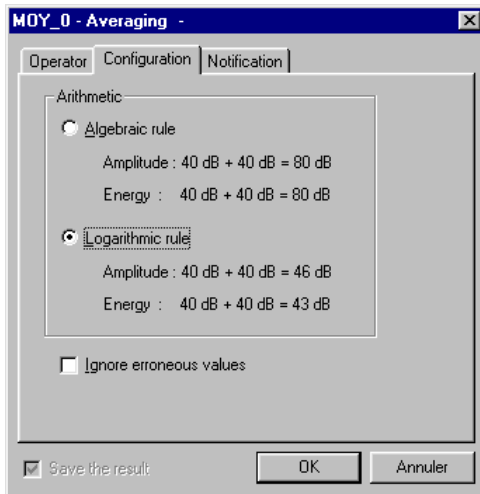 MOY_0 - Averaging -
Operator Configuration Notification
Arithmetic
Algebraic rule
Amplitude : 40 dB + 40 dB = 80 dB
Energy : 40 dB + 40 dB = 80 dB
Logarithmic rule
Amplitude : 40 dB + 40 dB = 46 dB
Energy : 40 dB + 40 dB = 43 dB
Ignore erroneous values
Save the result OK Annuler